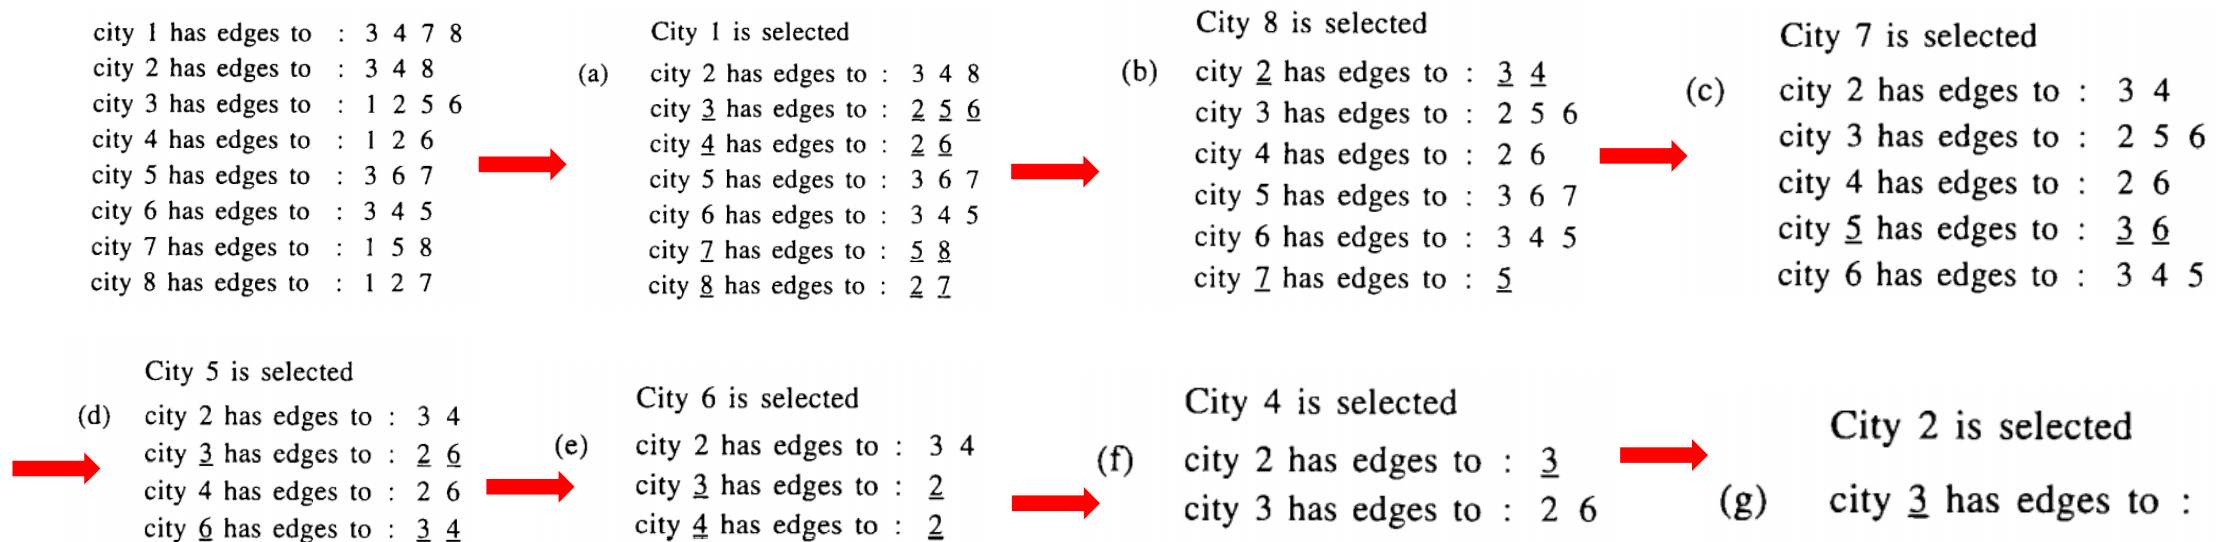 city 1 has edges to : 3 4 7 8
city 2 has edges to : 3 4 8
city 3 has edges to : 1 2 5 6
city 4 has edges to : 1 2 6
city 5 has edges to : 3 6 7
city 6 has edges to : 3 4 5
city 7 has edges to : 1 5 8
city 8 has edges to : 1 2 7
City 1 is selected
(a) city 2 has edges to : 3 4 8
city 3 has edges to : 2 5 6
city 4 has edges to : 2 6
city 5 has edges to : 3 6 7
city 6 has edges to : 3 4 5
city 7 has edges to : 5 8
city 8 has edges to : 2 7
City 8 is selected
(b) city 2 has edges to : 3 4
city 3 has edges to : 2 5 6
city 4 has edges to : 2 6
city 5 has edges to : 3 6 7
city 6 has edges to : 3 4 5
city 7 has edges to : 5
City 7 is selected
(c) city 2 has edges to : 3 4
city 3 has edges to : 2 5 6
city 4 has edges to : 2 6
city 5 has edges to : 3 6
city 6 has edges to : 3 4 5
City 5 is selected
(d) city 2 has edges to : 3 4
city 3 has edges to : 2 6
city 4 has edges to : 2 6
city 6 has edges to : 3 4
City 6 is selected
(e) city 2 has edges to : 3 4
city 3 has edges to : 2
city 4 has edges to : 2
City 4 is selected
(f) city 2 has edges to : 3
city 3 has edges to : 2 6
City 2 is selected
(g) city 3 has edges to :